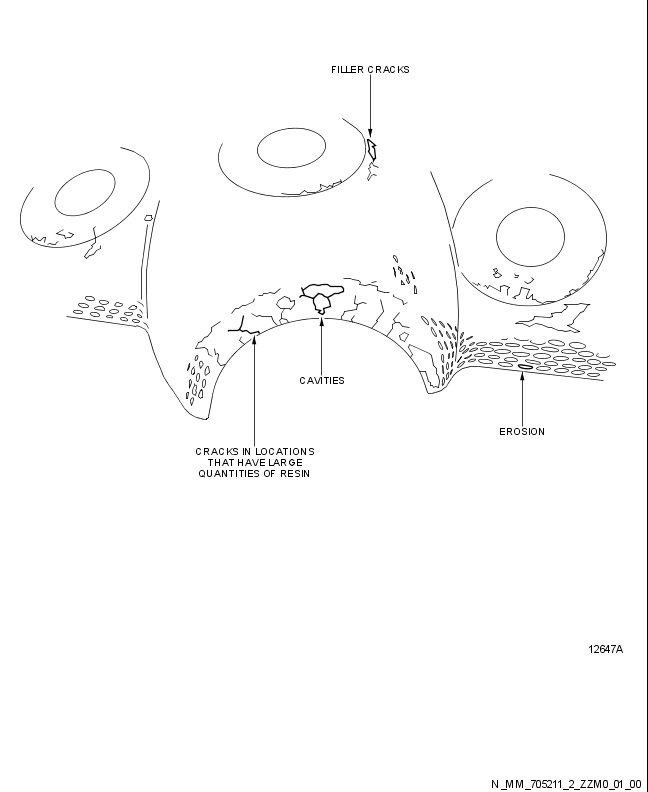 FILLER CRACKS
CAVITIES
EROSION
CRACKS IN LOCATIONS
THAT HAVE LARGE
QUANTITIES OF RESIN
12647A
N_MM_705211_2_ZZM0_01_00